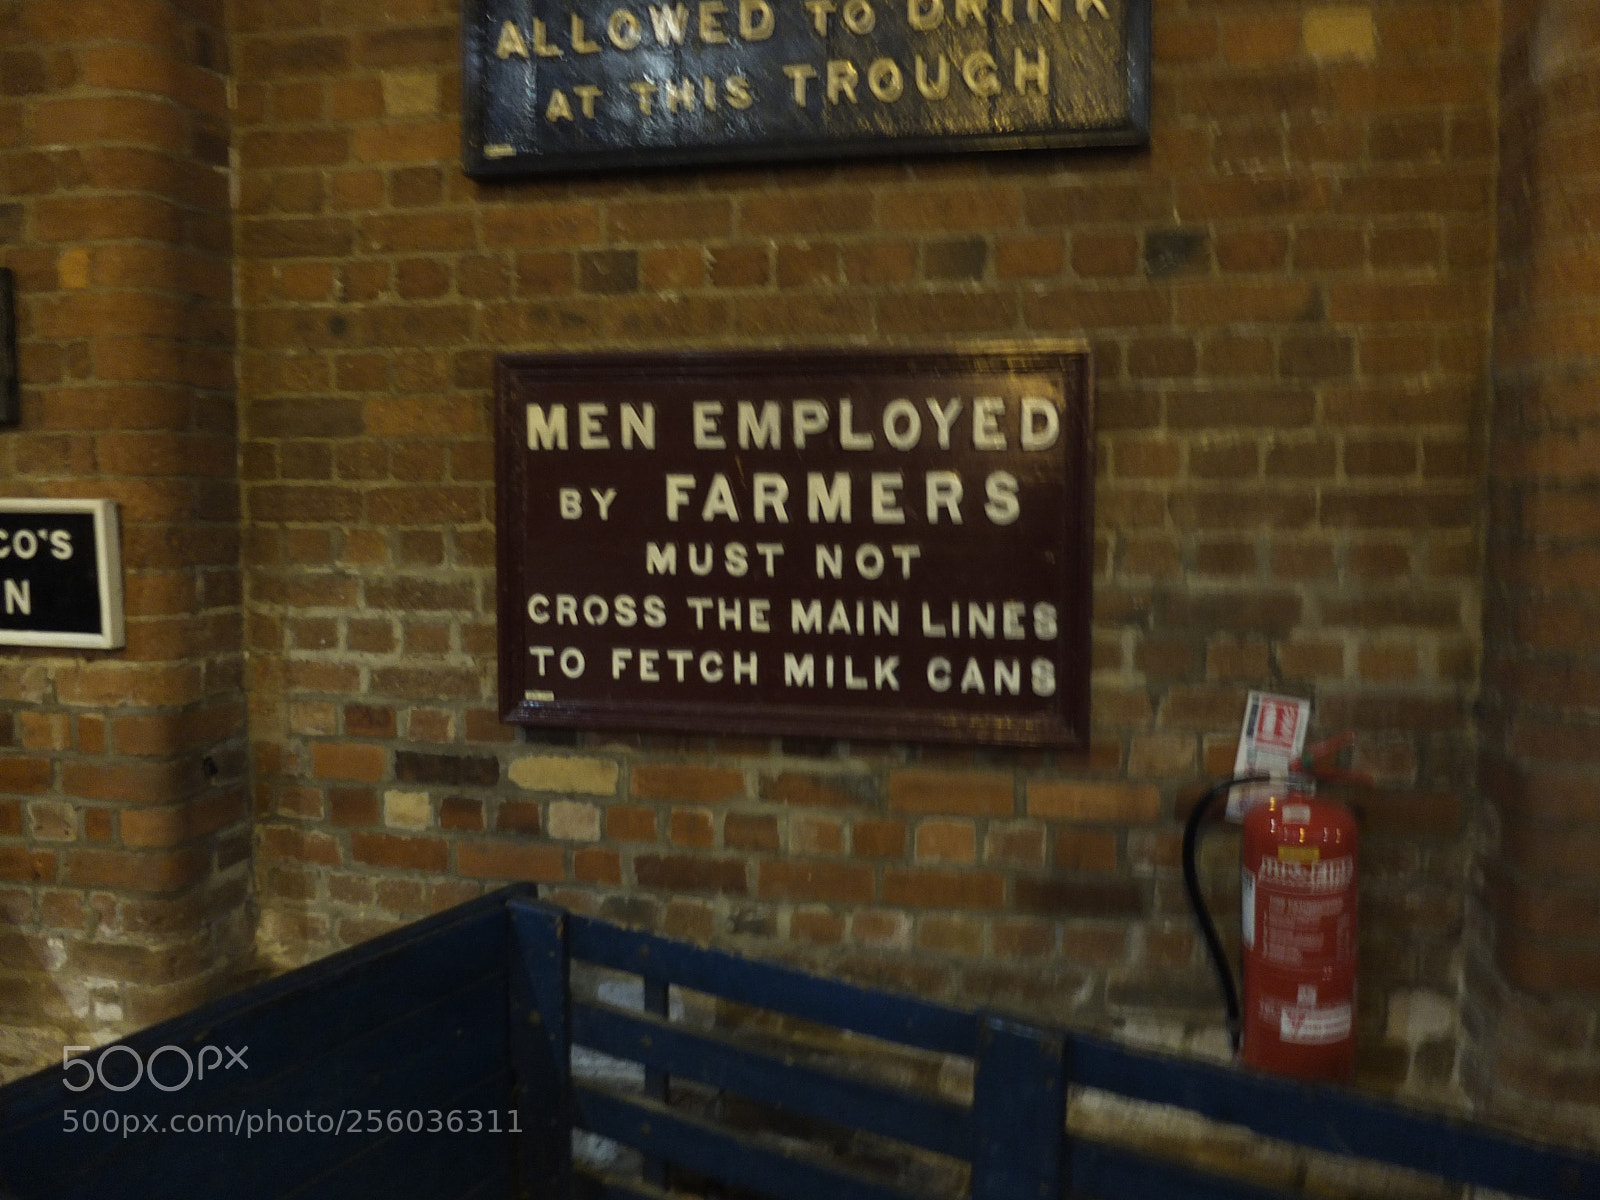 ALLOWED TO DRINK
AT THIS TROUGH
MEN EMPLOYED
BY FARMERS
MUST NOT
CROSS THE MAIN LINES
TO FETCH MILK CANS
CO'S
N
500px
500px.com/photo/256036311